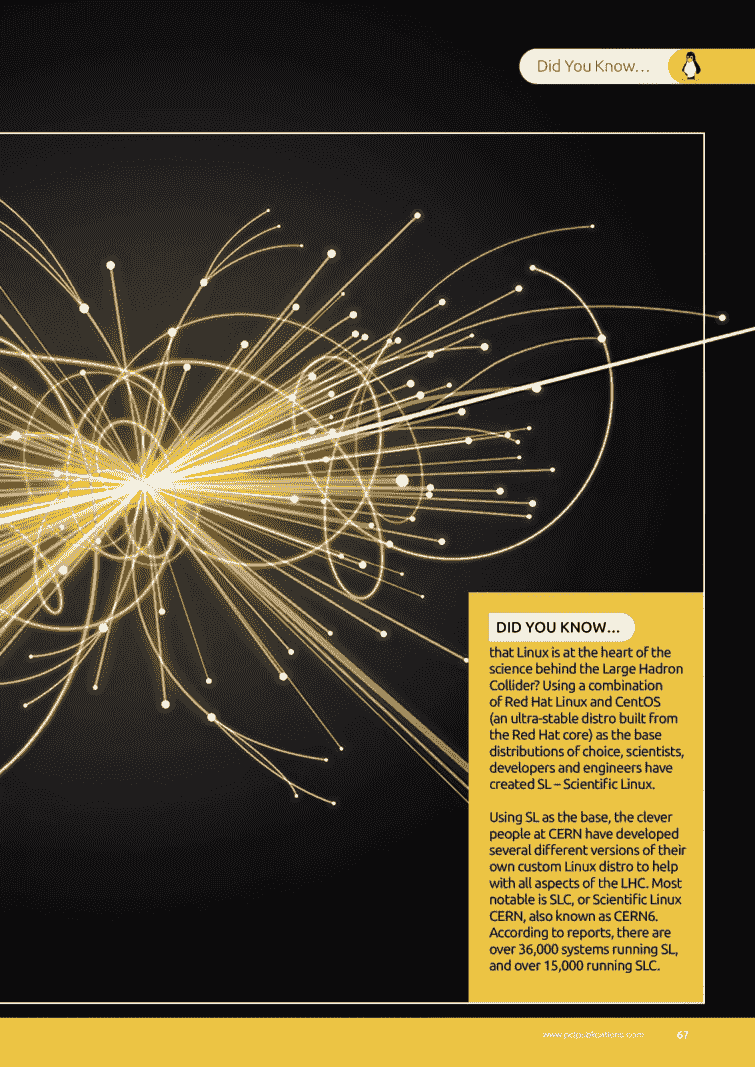 Did You Know...
DID YOU KNOW...
that Linux is at the heart of the
science behind the Large Hadron
Collider? Using a combination
of Red Hat Linux and CentOS
(an ultra-stable distro built from
the Red Hat core) as the base
distributions of choice, scientists,
developers and engineers have
created SL – Scientific Linux.
Using SL as the base, the clever
people at CERN have developed
several different versions of their
own custom Linux distro to help
with all aspects of the LHC. Most
notable is SLC, or Scientific Linux
CERN, also known as CERN6.
According to reports, there are
over 36,000 systems running SL,
and over 15,000 running SLC.
67